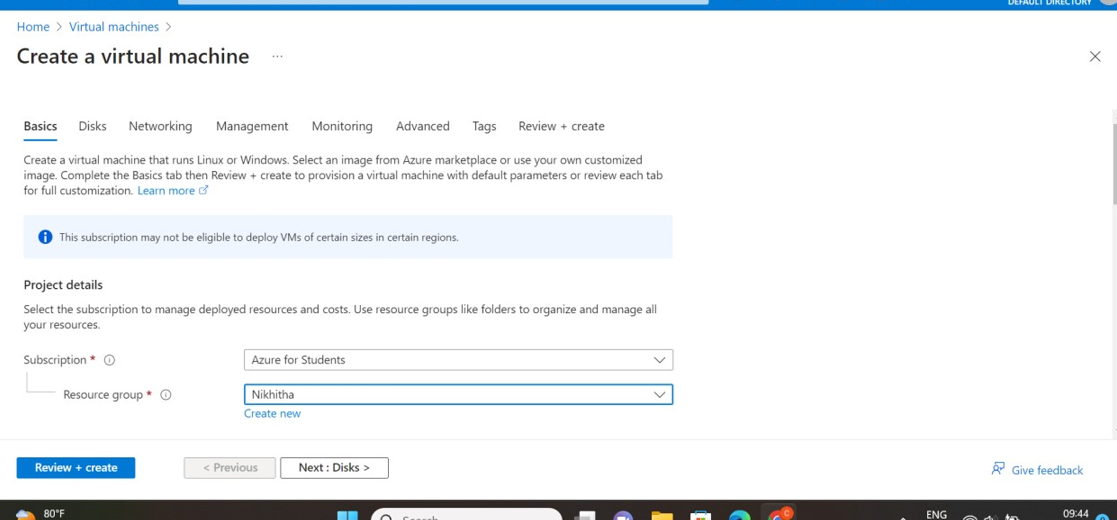 DEFAULT DIRECTORY
Home > Virtual machines >
Create a virtual machine ...
Basics Disks Networking Management Monitoring Advanced Tags Review + create
Create a virtual machine that runs Linux or Windows. Select an image from Azure marketplace or use your own customized
image. Complete the Basics tab then Review + create to provision a virtual machine with default parameters or review each tab
for full customization. Learn more
This subscription may not be eligible to deploy VMs of certain sizes in certain regions.
Project details
Select the subscription to manage deployed resources and costs. Use resource groups like folders to organize and manage all
your resources.
Subscription * Azure for Students
Resource group * Nikhitha
Create new
Review + create < Previous Next : Disks > Give feedback
80°F Search ENG 09:44